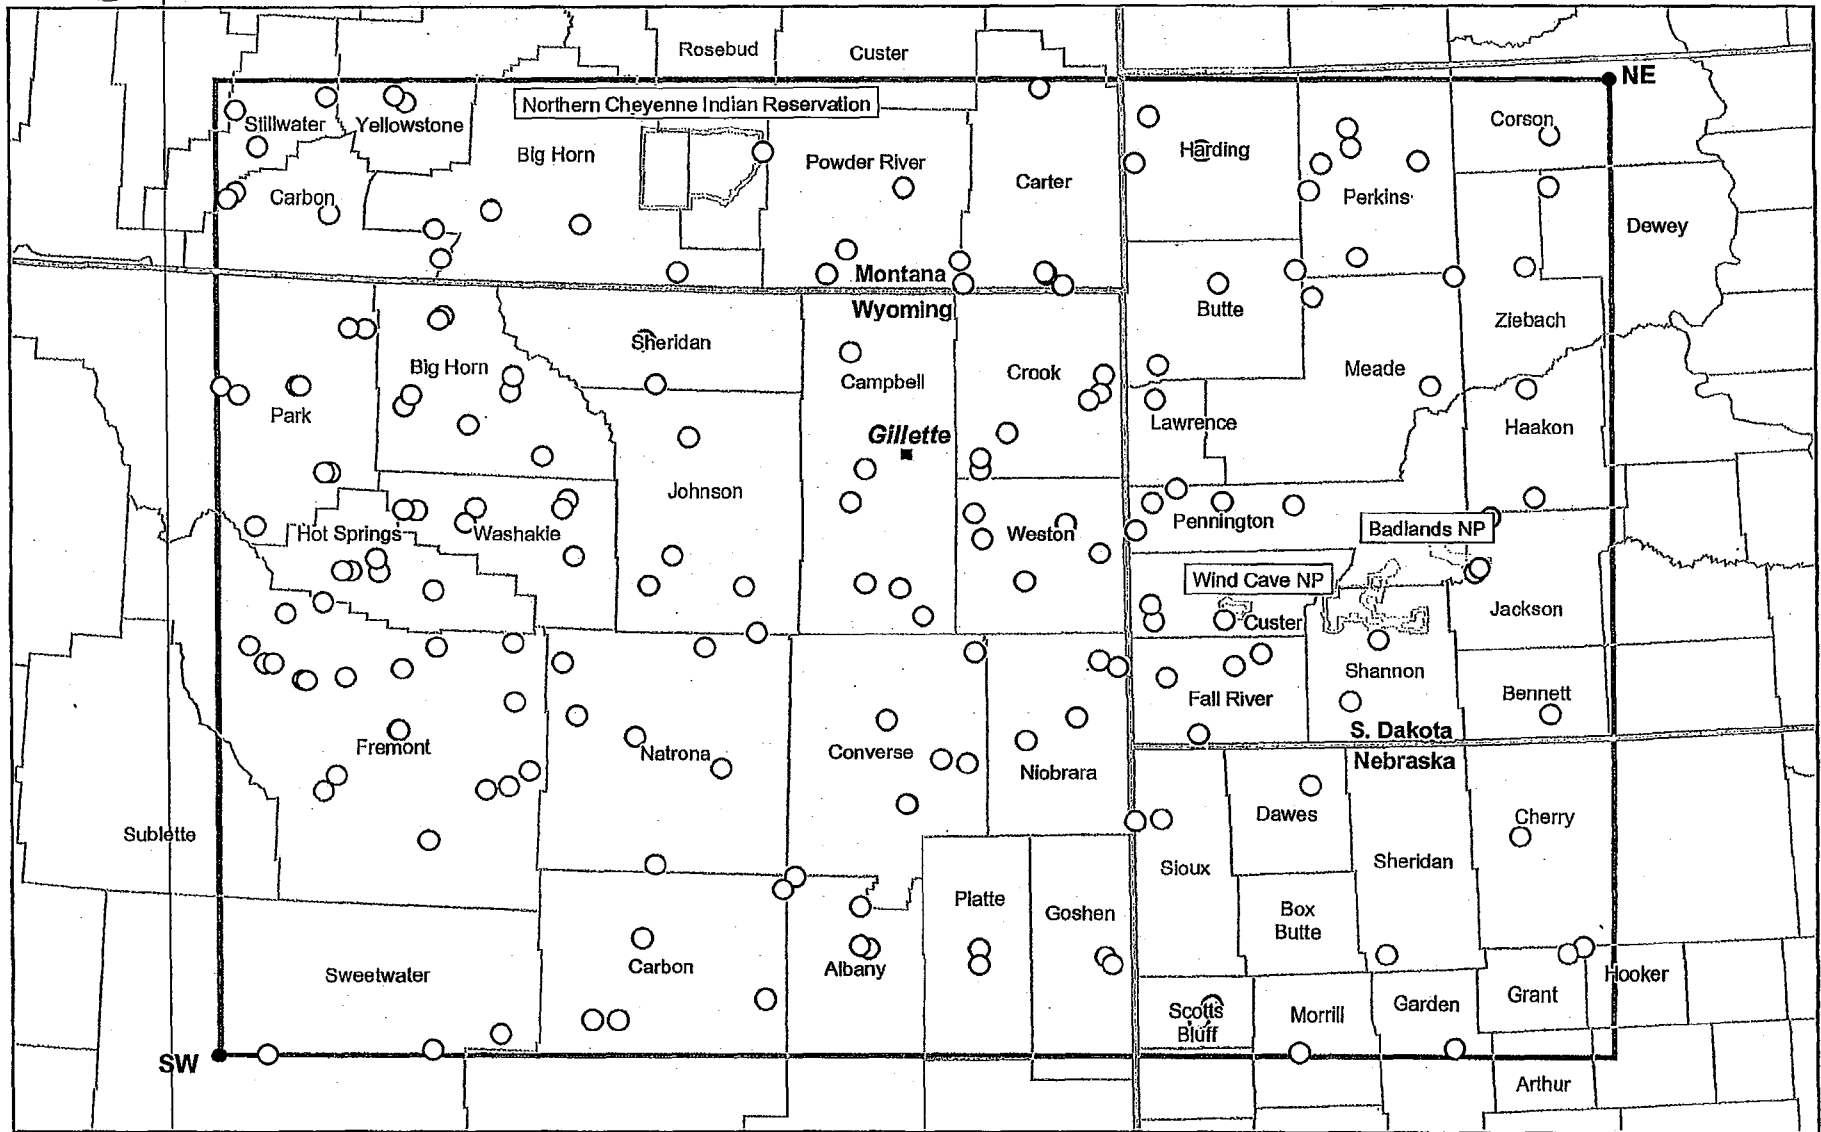 Rosebud
Custer
NE
Northern Cheyenne Indian Reservation
Stillwater
Yellowstone
Corson
Big Horn
Harding
Powder River
Carter
Carbon
Perkins
Dewey
Montana
Wyoming
Butte
Ziebach
Sheridan
Big Horn
Campbell
Crook
Meade
Park
Lawrence
Haakon
Gillette
Johnson
Pennington
Badlands NP
Hot Springs
Washakie
Weston
Wind Cave NP
Jackson
Custer
Shannon
Fall River
Bennett
S. Dakota
Nebraska
Fremont
Natrona
Converse
Niobrara
Sublette
Dawes
Cherry
Sioux
Sheridan
Platte
Goshen
Box
Butte
Sweetwater
Carbon
Albany
Hooker
Grant
Garden
Scotts
Bluff
Morrill
SW
Arthur